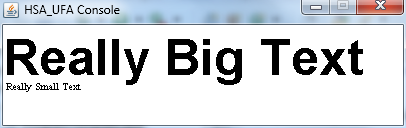 HSA_UFA Console
Really Big Text
Really Small Text